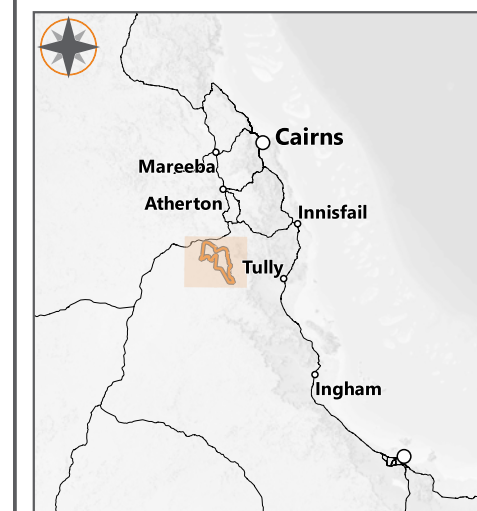 Cairns
Mareeba
Atherton
Innisfail
Tully
Ingham